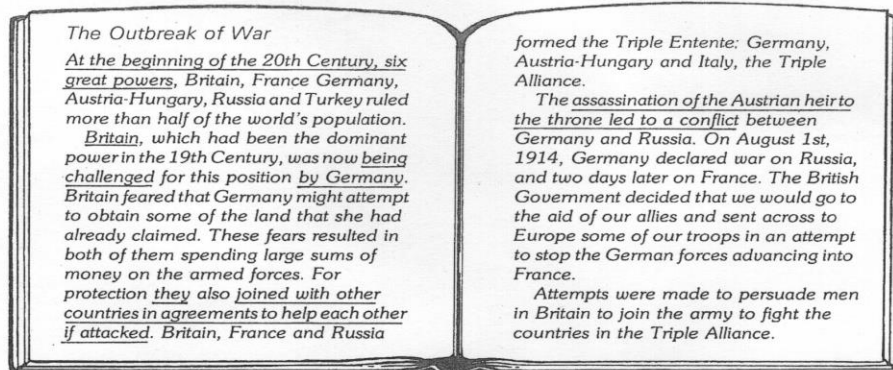 The Outbreak of War
At the beginning of the 20th Century, six
great powers, Britain, France Germany,
Austria-Hungary, Russia and Turkey ruled
more than half of the world's population.
Britain, which had been the dominant
power in the 19th Century, was now being
challenged for this position by Germany.
Britain feared that Germany might attempt
to obtain some of the land that she had
already claimed. These fears resulted in
both of them spending large sums of
money on the armed forces. For
protection they also joined with other
countries in agreements to help each other
if attacked. Britain, France and Russia
formed the Triple Entente: Germany,
Austria-Hungary and Italy, the Triple
Alliance.
The assassination of the Austrian heir to
the throne led to a conflict between
Germany and Russia. On August 1st,
1914, Germany declared war on Russia,
and two days later on France. The British
Government decided that we would go to
the aid of our allies and sent across to
Europe some of our troops in an attempt
to stop the German forces advancing into
France.
Attempts were made to persuade men
in Britain to join the army to fight the
countries in the Triple Alliance.